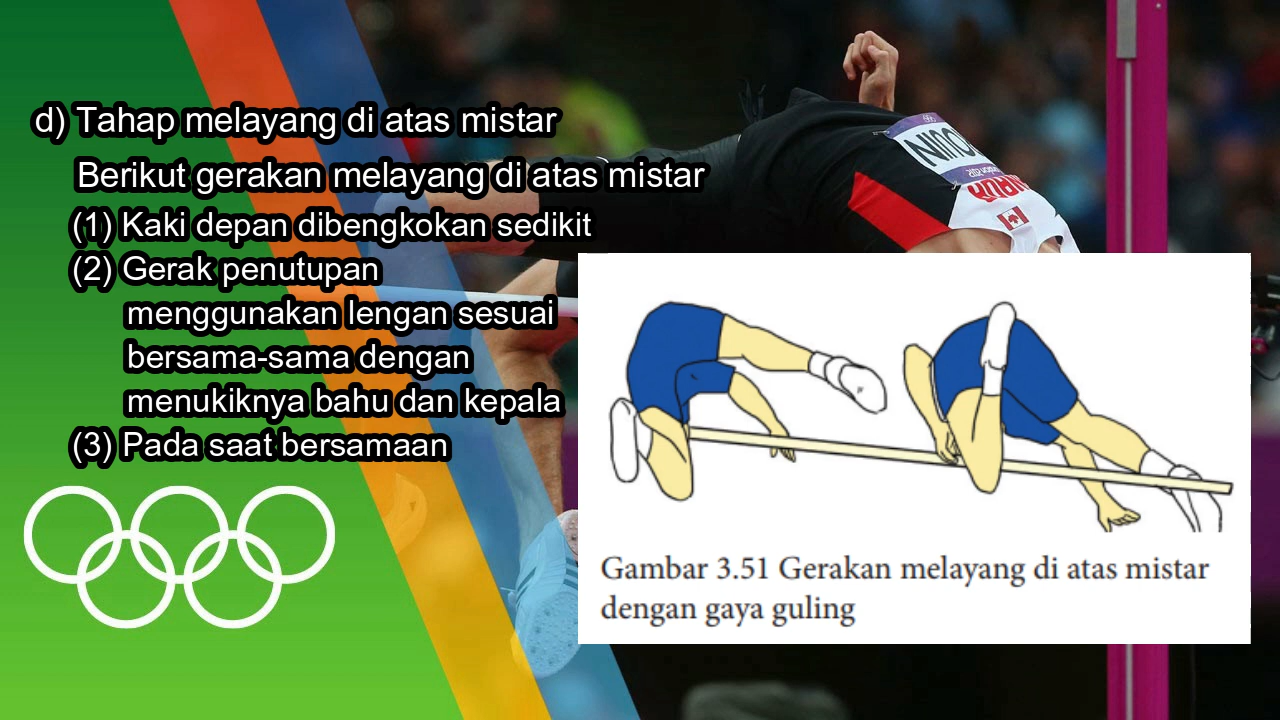 d) Tahap melayang di atas mistar
Berikut gerakan melayang di atas mistar
(1) Kaki depan dibengkokan sedikit
(2) Gerak penutupan
menggunakan lengan sesuai
bersama-sama dengan
menukiknya bahu dan kepala
(3) Pada saat bersamaan
Gambar 3.51 Gerakan melayang di atas mistar
dengan gaya guling